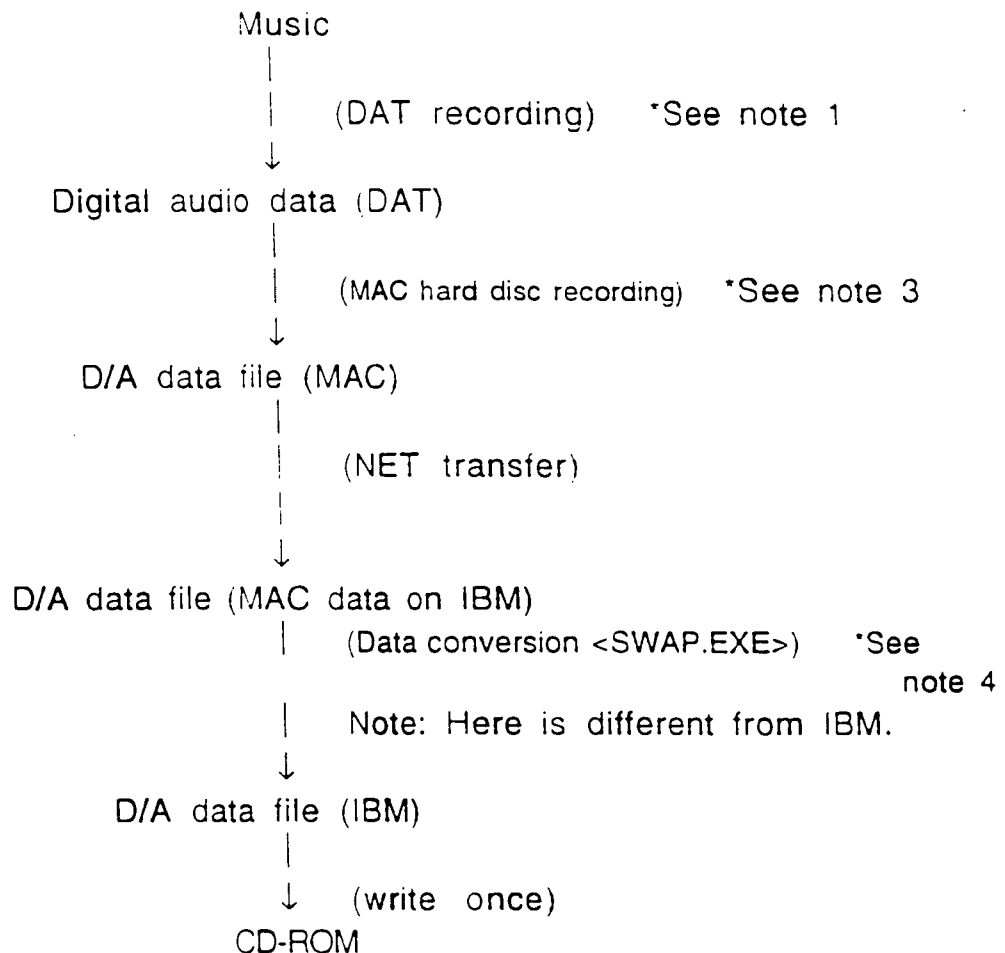 Music
(DAT recording) *See note 1
Digital audio data (DAT)
(MAC hard disc recording) *See note 3
D/A data file (MAC)
(NET transfer)
D/A data file (MAC data on IBM)
(Data conversion <SWAP.EXE>) *See
note 4
Note: Here is different from IBM.
D/A data file (IBM)
(write once)
CD-ROM